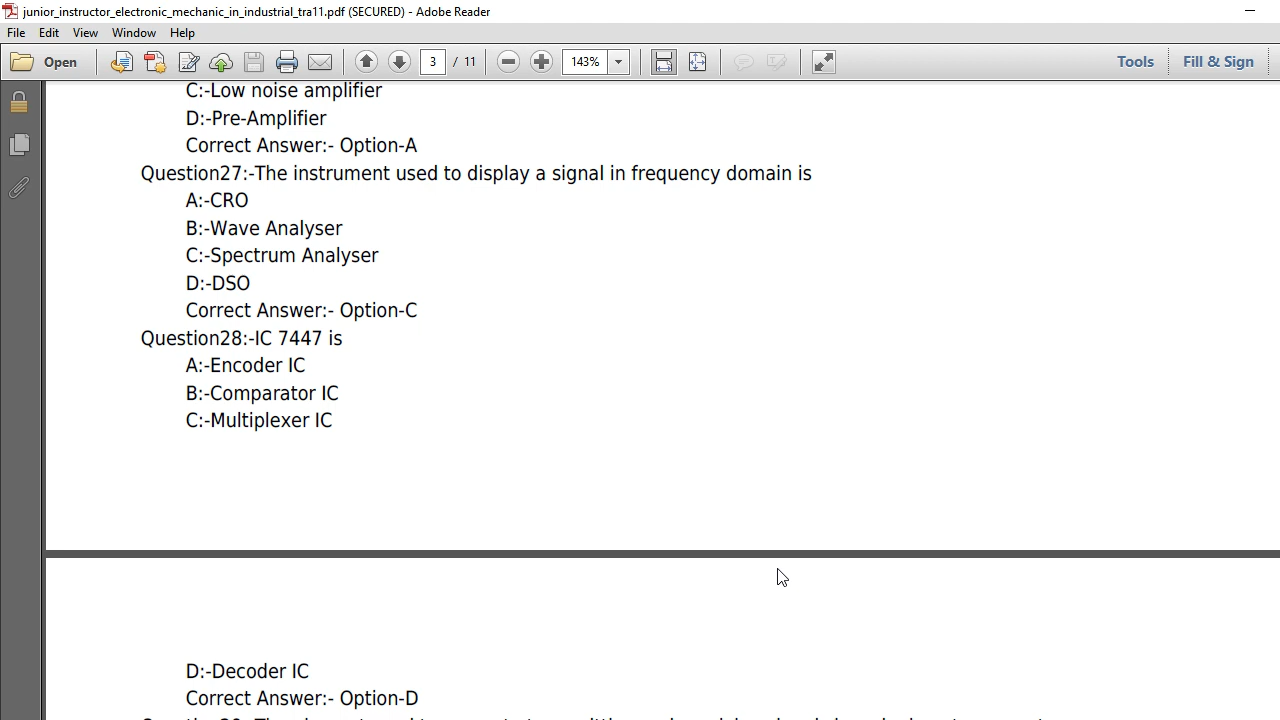 junior_instructor_electronic_mechanic_in_industrial_tra11.pdf (SECURED) - Adobe Reader
File Edit View Window Help
Open 3 / 11 143% Tools Fill & Sign
C:-Low noise amplifier
D:-Pre-Amplifier
Correct Answer:- Option-A
Question27:-The instrument used to display a signal in frequency domain is
A:-CRO
B:-Wave Analyser
C:-Spectrum Analyser
D:-DSO
Correct Answer:- Option-C
Question28:-IC 7447 is
A:-Encoder IC
B:-Comparator IC
C:-Multiplexer IC
D:-Decoder IC
Correct Answer:- Option-D